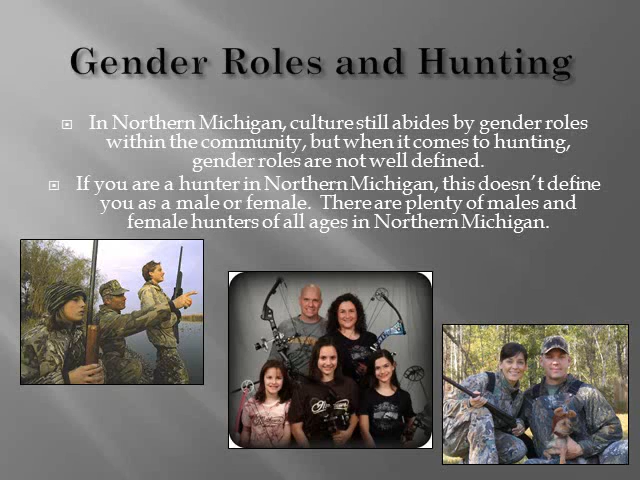 Gender Roles and Hunting
In Northern Michigan, culture still abides by gender roles
within the community, but when it comes to hunting,
gender roles are not well defined.
If you are a hunter in Northern Michigan, this doesn't define
you as a male or female. There are plenty of males and
female hunters of all ages in Northern Michigan.